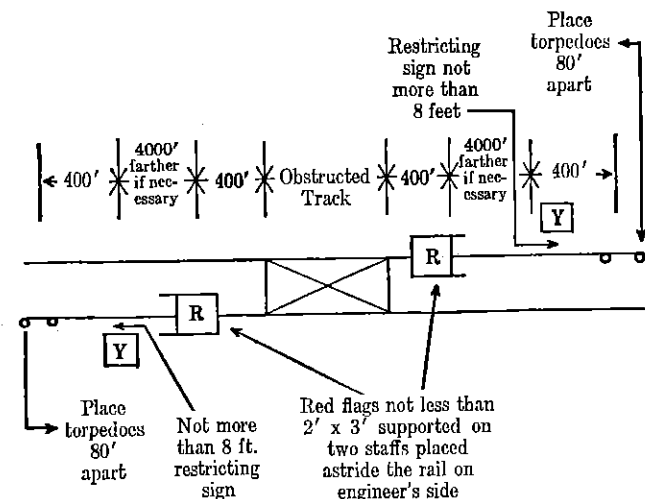 Place
torpedoes
80'
apart
Restricting
sign not
more than
8 feet
400'
4000'
farther
if nec-
essary
400'
Obstructed
Track
400'
4000'
farther
if nec-
essary
400'
Y
R
R
Y
Place
torpedocs
80'
apart
Not more
than 8 ft.
restricting
sign
Red flags not less than
2' x 3' supported on
two staffs placed
astride the rail on
engineer's side